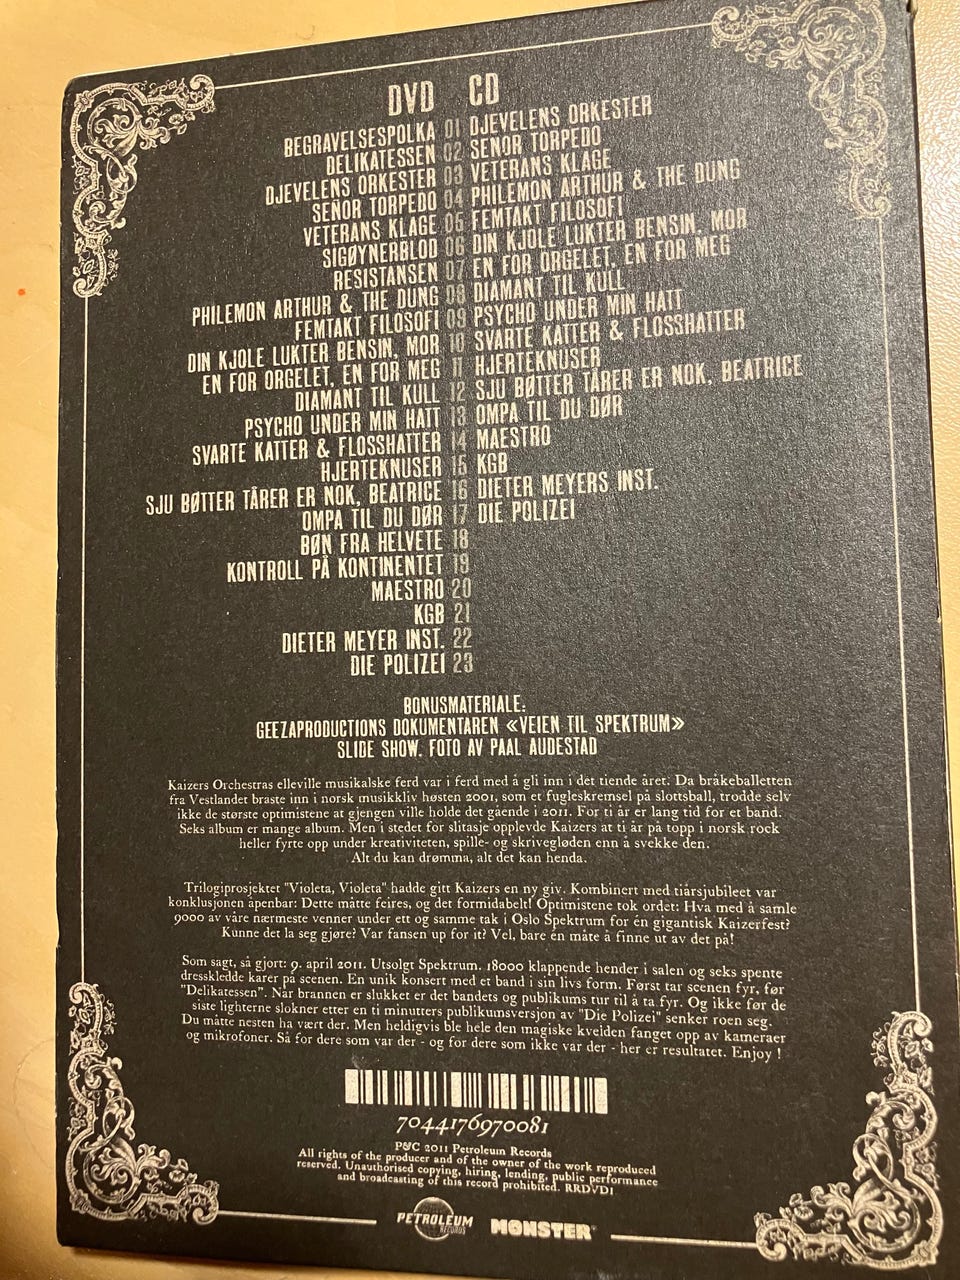 DVD CD
BEGRAVELSESPOLKA 01 DJEVELENS ORKESTER
DELIKATESSEN 02 SENOR TORPEDO
DJEVELENS ORKESTER 03 VETERANS KLAGE
SEÑOR TORPEDO 04 PHILEMON ARTHUR & THE DUNG
VETERANS KLAGE 05 FEMTAKT FILOSOFI
SIGØYNERBLOD 06 DIN KJOLE LUKTER BENSIN, MOR
RESISTANSEN 07 EN FOR ORGELET, EN FOR MEG
PHILEMON ARTHUR & THE DUNG 08 DIAMANT TIL KULL
FEMTAKT FILOSOFI 09 PSYCHO UNDER MIN HATT
DIN KJOLE LUKTER BENSIN, MOR 10 SVARTE KATTER & FLOSSHATTER
EN FOR ORGELET, EN FOR MEG 11 HJERTEKNUSER
DIAMANT TIL KULL 12 SJU BØTTER TÅRER ER NOK, BEATRICE
PSYCHO UNDER MIN HATT 13 OMPA TIL DU DØR
SVARTE KATTER & FLOSSHATTER 14 MAESTRO
HJERTEKNUSER 15 KGB
SJU BØTTER TÅRER ER NOK, BEATRICE 16 DIETER MEYERS INST.
OMPA TIL DU DØR 17 DIE POLIZEI
BØN FRA HELVETE 18
KONTROLL PÅ KONTINENTET 19
MAESTRO 20
KGB 21
DIETER MEYER INST. 22
DIE POLIZEI 23
BONUSMATERIALE:
GEEZAPRODUCTIONS DOKUMENTAREN «VEIEN TIL SPEKTRUM»
SLIDE SHOW. FOTO AV PAAL AUDESTAD
Kaizers Orchestras elleville musikalske ferd var i ferd med å gli inn i det tiende året. Da bråkeballetten
fra Vestlandet braste inn i norsk musikkliv høsten 2001, som et fugleskremsel på slottsball, trodde selv
ikke de største optimistene at gjengen ville holde det gående i 2011. For ti år er lang tid for et band.
Seks album er mange album. Men i stedet for slitasje opplevde Kaizers at ti år på topp i norsk rock
heller fyrte opp under kreativiteten, spille- og skrivegløden enn å svekke den.
Alt du kan drømma, alt det kan henda.
Trilogiprosjektet "Violeta, Violeta" hadde gitt Kaizers en ny giv. Kombinert med tiårsjubileet var
konklusjonen åpenbar: Dette måtte feires, og det formidabelt! Optimistene tok ordet: Hva med å samle
9000 av våre nærmeste venner under ett og samme tak i Oslo Spektrum for én gigantisk Kaizerfest?
Kunne det la seg gjøre? Var fansen up for it? Vel, bare én måte å finne ut av det på!
Som sagt, så gjort: 9. april 2011. Utsolgt Spektrum. 18000 klappende hender i salen og seks spente
dresskledde karer på scenen. En unik konsert med et band i sin livs form. Først tar scenen fyr, før
"Delikatessen". Når brannen er slukket er det bandets og publikums tur til å ta fyr. Og ikke før de
siste lighterne slokner etter en ti minutters publikumsversjon av "Die Polizei" senker roen seg.
Du måtte nesten ha vært der. Men heldigvis ble hele den magiske kvelden fanget opp av kameraer
og mikrofoner. Så for dere som var der - og for dere som ikke var der - her er resultatet. Enjoy !
7044176970081
P&C 2011 Petroleum Records
All rights of the producer and of the owner of the work reproduced
reserved. Unauthorised copying, hiring, lending, public performance
and broadcasting of this record prohibited. RRDVD1
PETROLEUM RECORDS MONSTER